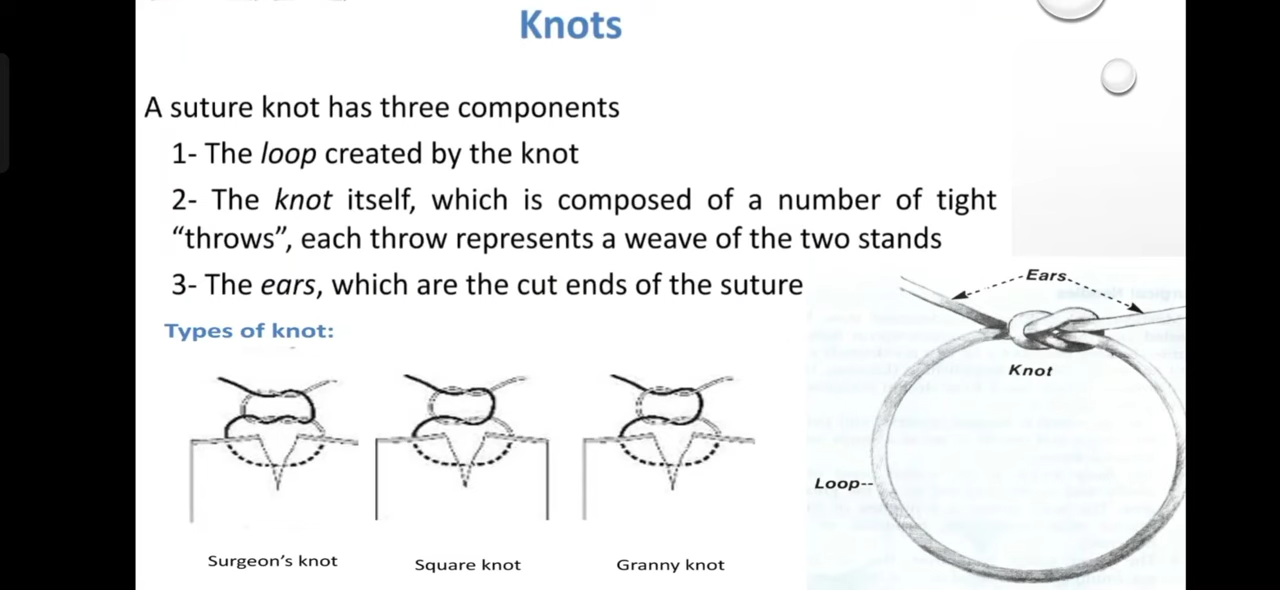 Knots
A suture knot has three components
1- The loop created by the knot
2- The knot itself, which is composed of a number of tight
“throws”, each throw represents a weave of the two stands
3- The ears, which are the cut ends of the suture
Types of knot:
Surgeon’s knot
Square knot
Granny knot
Ears
Knot
Loop